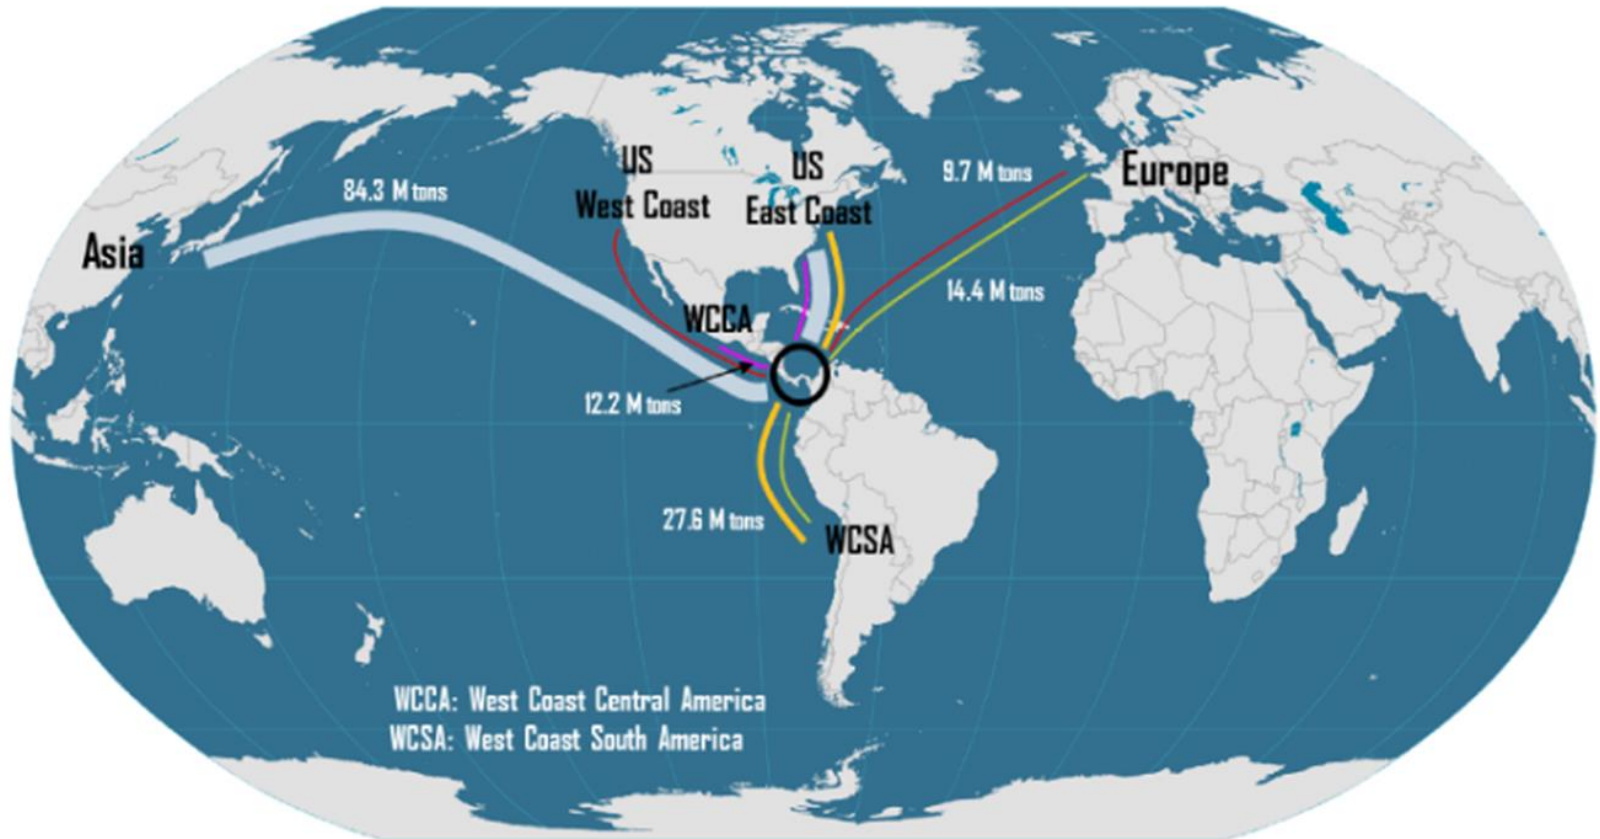 US
West Coast
US
East Coast
9.7 M tons
Europe
84.3 M tons
Asia
14.4 M tons
WCCA
12.2 M tons
27.6 M tons
WCSA
WCCA: West Coast Central America
WCSA: West Coast South America